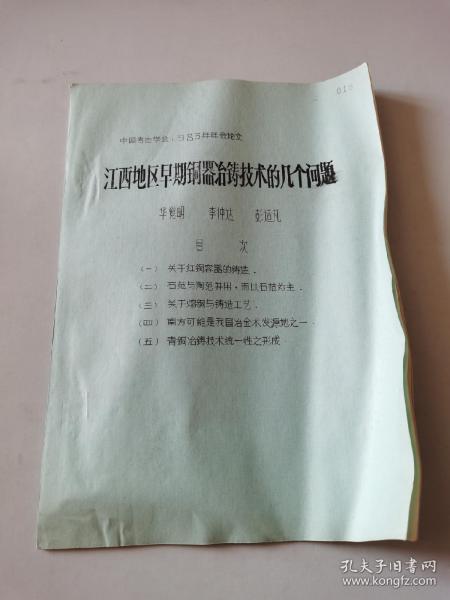 018
中国考古学会1983年年会论文
江西地区早期铜器冶铸技术的几个问题
华觉明 李仲达 彭适凡
目 次
(一) 关于红铜容器的铸造.
(二) 石范与陶范并用,而以石范为主.
(三) 关于熔铜与铸造工艺.
(四) 南方可能是我国冶金术发源地之一.
(五) 青铜冶铸技术统一性之形成
孔夫子旧书网
www.kongfz.com